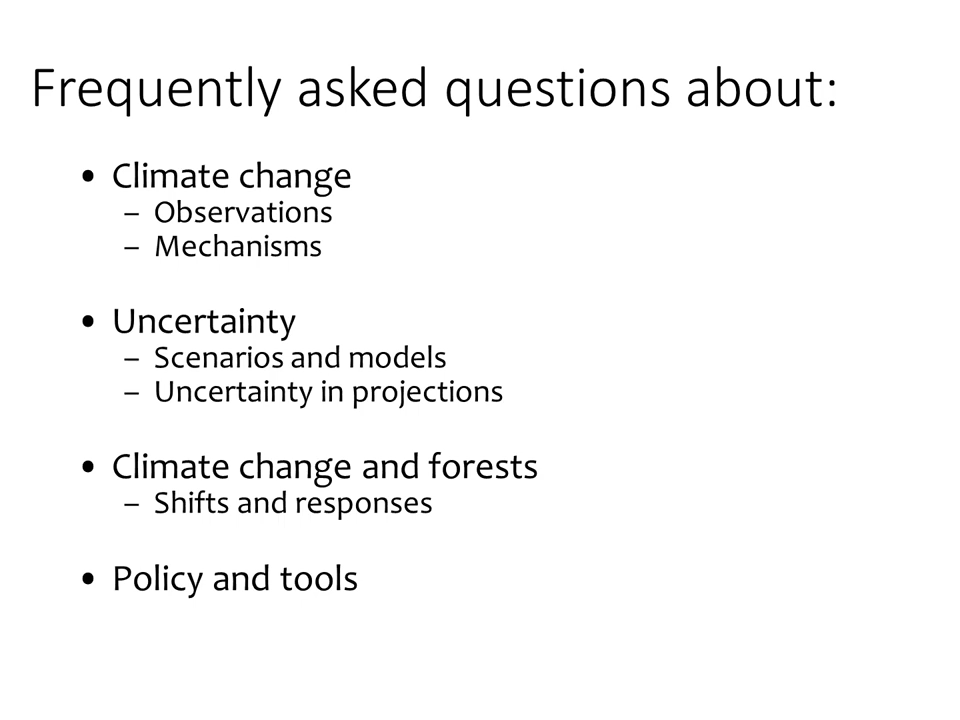 Frequently asked questions about:
• Climate change
– Observations
– Mechanisms
• Uncertainty
– Scenarios and models
– Uncertainty in projections
• Climate change and forests
– Shifts and responses
• Policy and tools